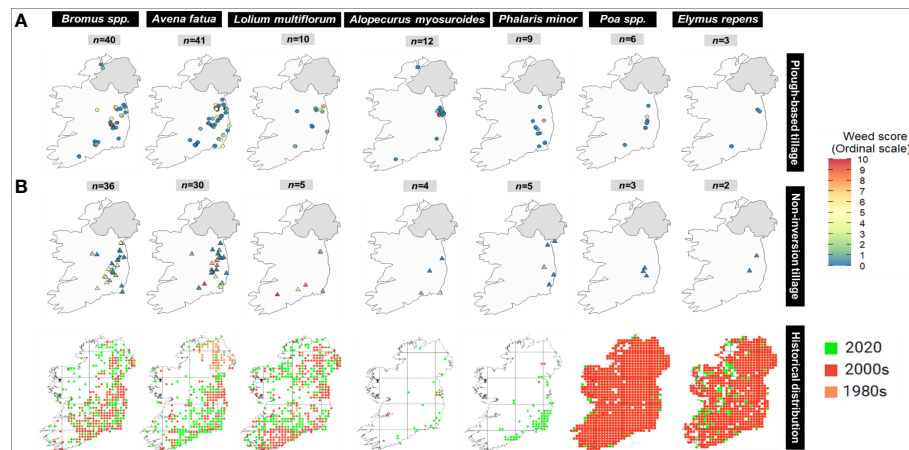 Bromus spp. Avena fatua Lolium multiflorum Alopecurus myosuroides Phalaris minor Poa spp. Elymus repens
A
n=40 n=41 n=10 n=12 n=9 n=6 n=3
Plough-based tillage
B
n=36 n=30 n=5 n=4 n=5 n=3 n=2
Non-inversion tillage
Weed score
(Ordinal scale)
10
9
8
7
6
5
4
3
2
1
0
Historical distribution
2020
2000s
1980s